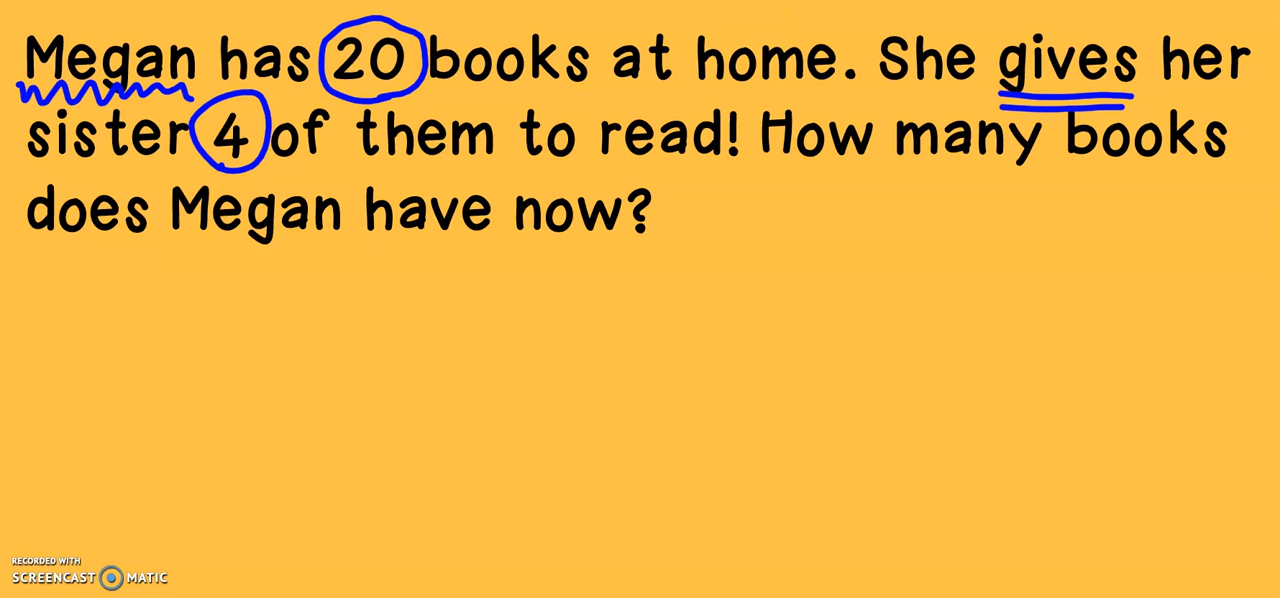 Megan has 20 books at home. She gives her
sister 4 of them to read! How many books
does Megan have now?
RECORDED WITH
SCREENCAST MATIC